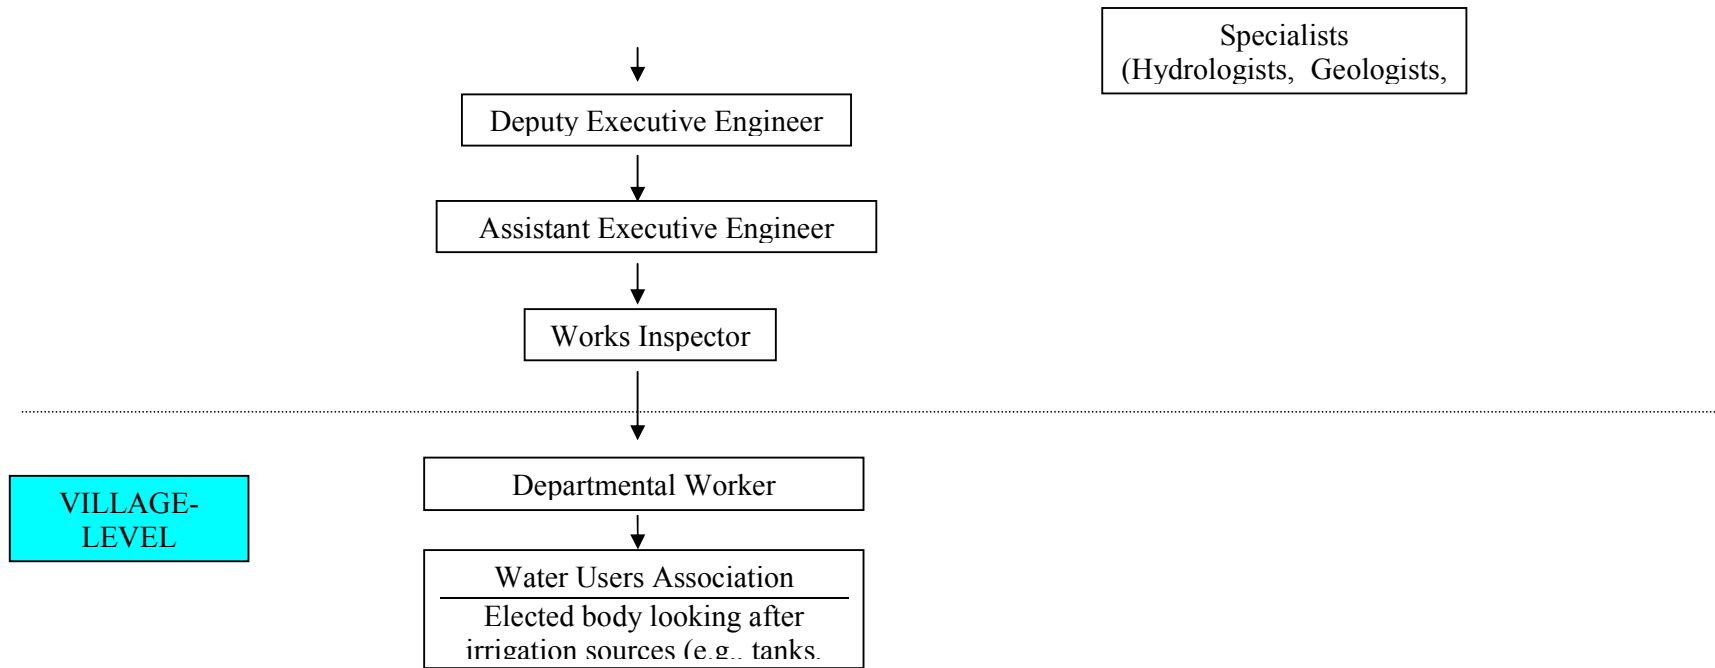 Specialists
(Hydrologists, Geologists,
Deputy Executive Engineer
Assistant Executive Engineer
Works Inspector
Departmental Worker
VILLAGE-
LEVEL
Water Users Association
Elected body looking after
irrigation sources (e.g., tanks,